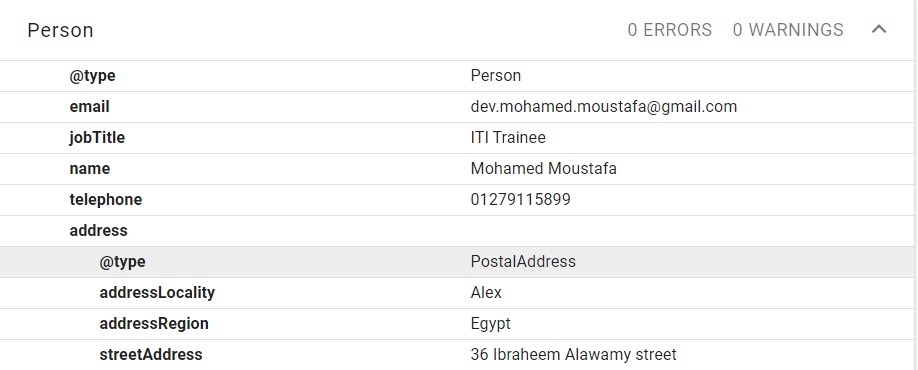 Person 0 ERRORS 0 WARNINGS
@type Person
email dev.mohamed.moustafa@gmail.com
jobTitle ITI Trainee
name Mohamed Moustafa
telephone 01279115899
address
@type PostalAddress
addressLocality Alex
addressRegion Egypt
streetAddress 36 Ibraheem Alawamy street